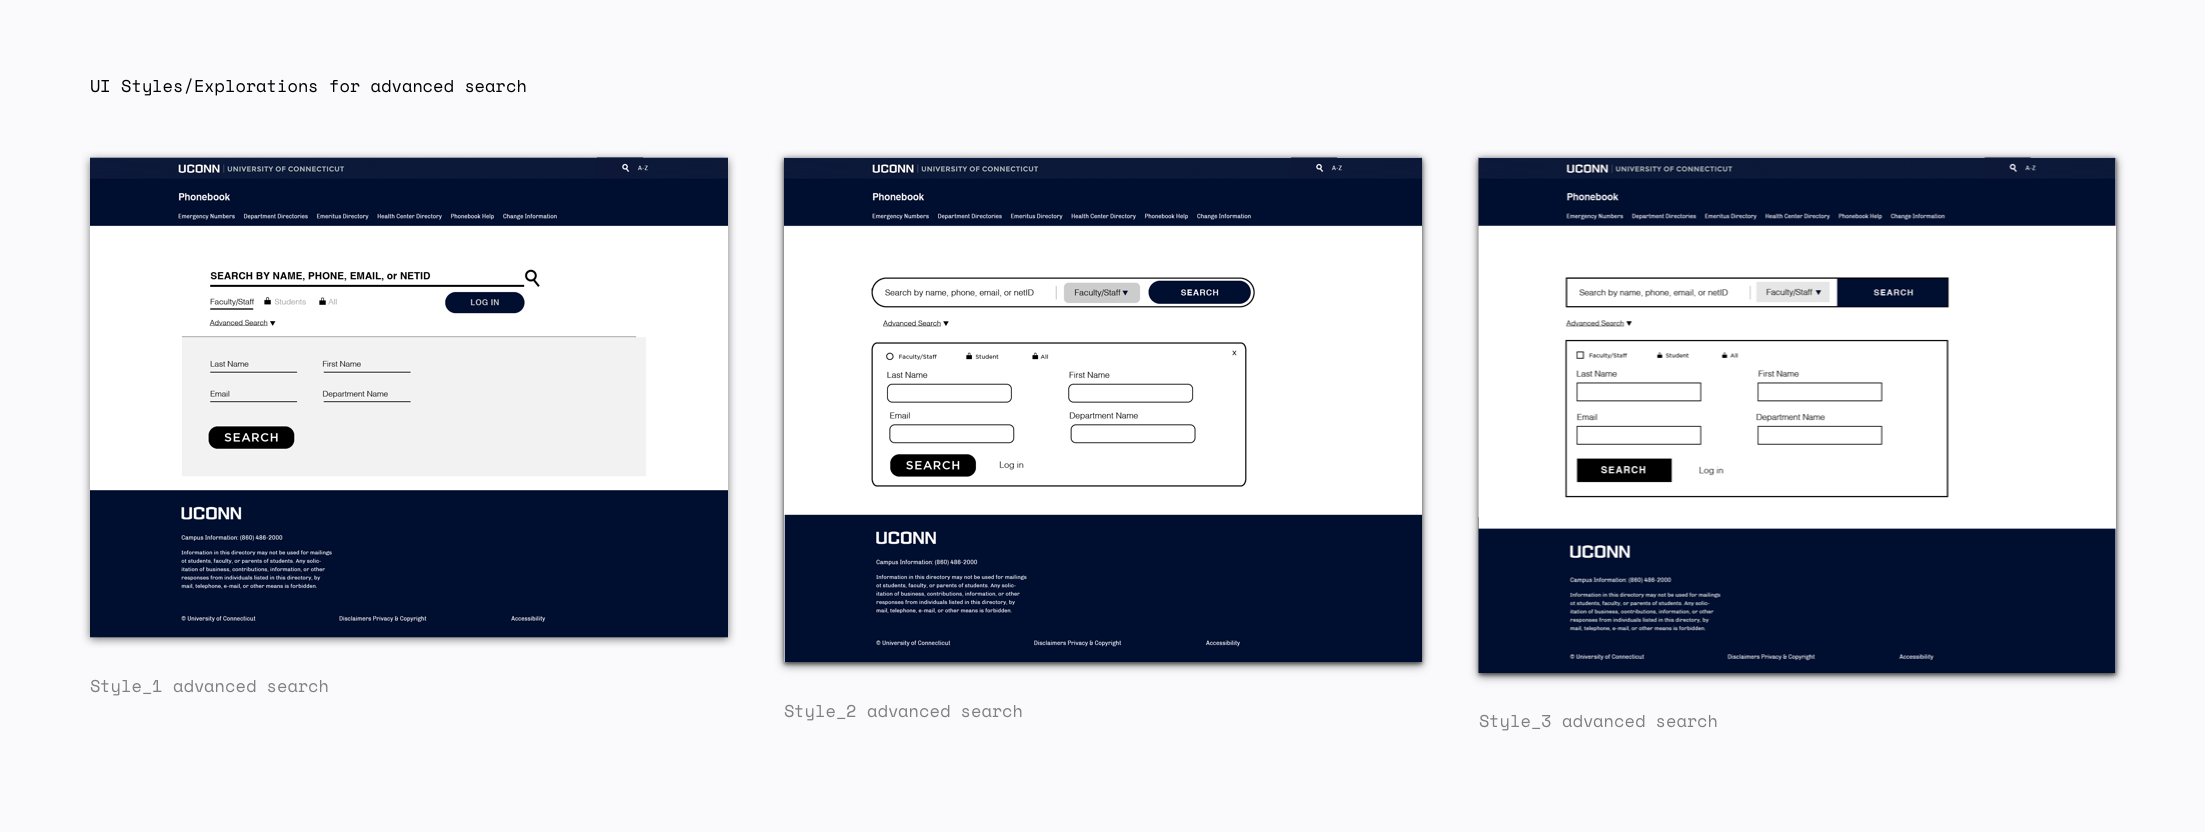 UI Styles/Explorations for advanced search
UCONN | UNIVERSITY OF CONNECTICUT A-Z
Phonebook
Emergency Numbers Department Directories Emeritus Directory Health Center Directory Phonebook Help Change Information
SEARCH BY NAME, PHONE, EMAIL, or NETID
Faculty/Staff Students All LOG IN
Advanced Search ▼
Last Name First Name
Email Department Name
SEARCH
UCONN
Campus Information: (860) 486-2000
Information in this directory may not be used for mailings
ot students, faculty, or parents of students. Any solic-
itation of business, contributions, information, or other
responses from individuals listed in this directory, by
mail, telephone, e-mail, or other means is forbidden.
© University of Connecticut Disclaimers Privacy & Copyright Accessibility
Style_1 advanced search
UCONN | UNIVERSITY OF CONNECTICUT A-Z
Phonebook
Emergency Numbers Department Directories Emeritus Directory Health Center Directory Phonebook Help Change Information
Search by name, phone, email, or netID Faculty/Staff ▼ SEARCH
Advanced Search ▼
Faculty/Staff Student All X
Last Name First Name
Email Department Name
SEARCH Log in
UCONN
Campus Information: (860) 486-2000
Information in this directory may not be used for mailings
ot students, faculty, or parents of students. Any solic-
itation of business, contributions, information, or other
responses from individuals listed in this directory, by
mail, telephone, e-mail, or other means is forbidden.
© University of Connecticut Disclaimers Privacy & Copyright Accessibility
Style_2 advanced search
UCONN | UNIVERSITY OF CONNECTICUT A-Z
Phonebook
Emergency Numbers Department Directories Emeritus Directory Health Center Directory Phonebook Help Change Information
Search by name, phone, email, or netID Faculty/Staff ▼ SEARCH
Advanced Search ▼
Faculty/Staff Student All
Last Name First Name
Email Department Name
SEARCH Log in
UCONN
Campus Information: (860) 486-2000
Information in this directory may not be used for mailings
ot students, faculty, or parents of students. Any solic-
itation of business, contributions, information, or other
responses from individuals listed in this directory, by
mail, telephone, e-mail, or other means is forbidden.
© University of Connecticut Disclaimers Privacy & Copyright Accessibility
Style_3 advanced search